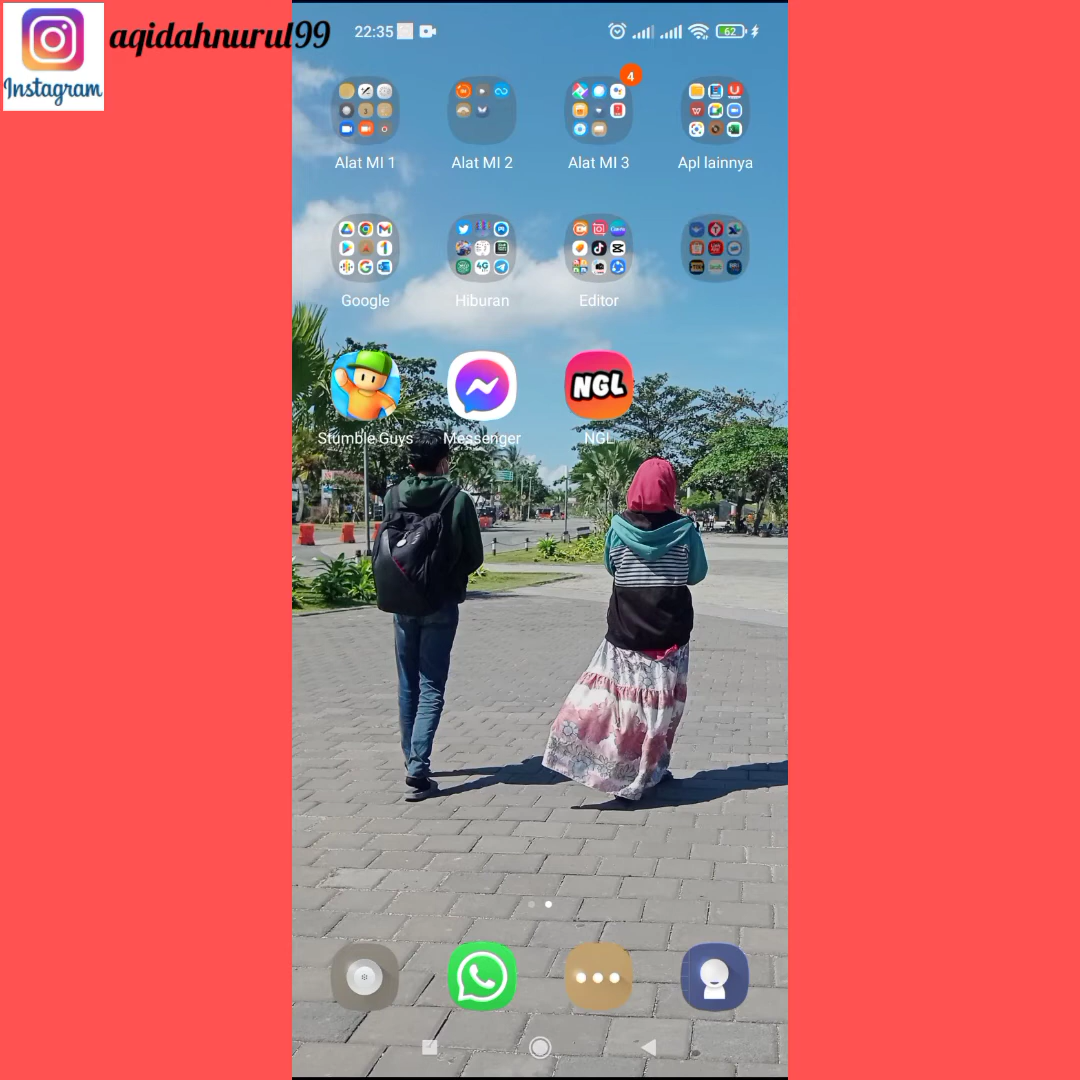 Instagram
aqidahnurul99
22:35
62
4
Alat MI 1
Alat MI 2
Alat MI 3
Apl lainnya
Google
Hiburan
Editor
NGL
Stumble Guys
Messenger
NGL